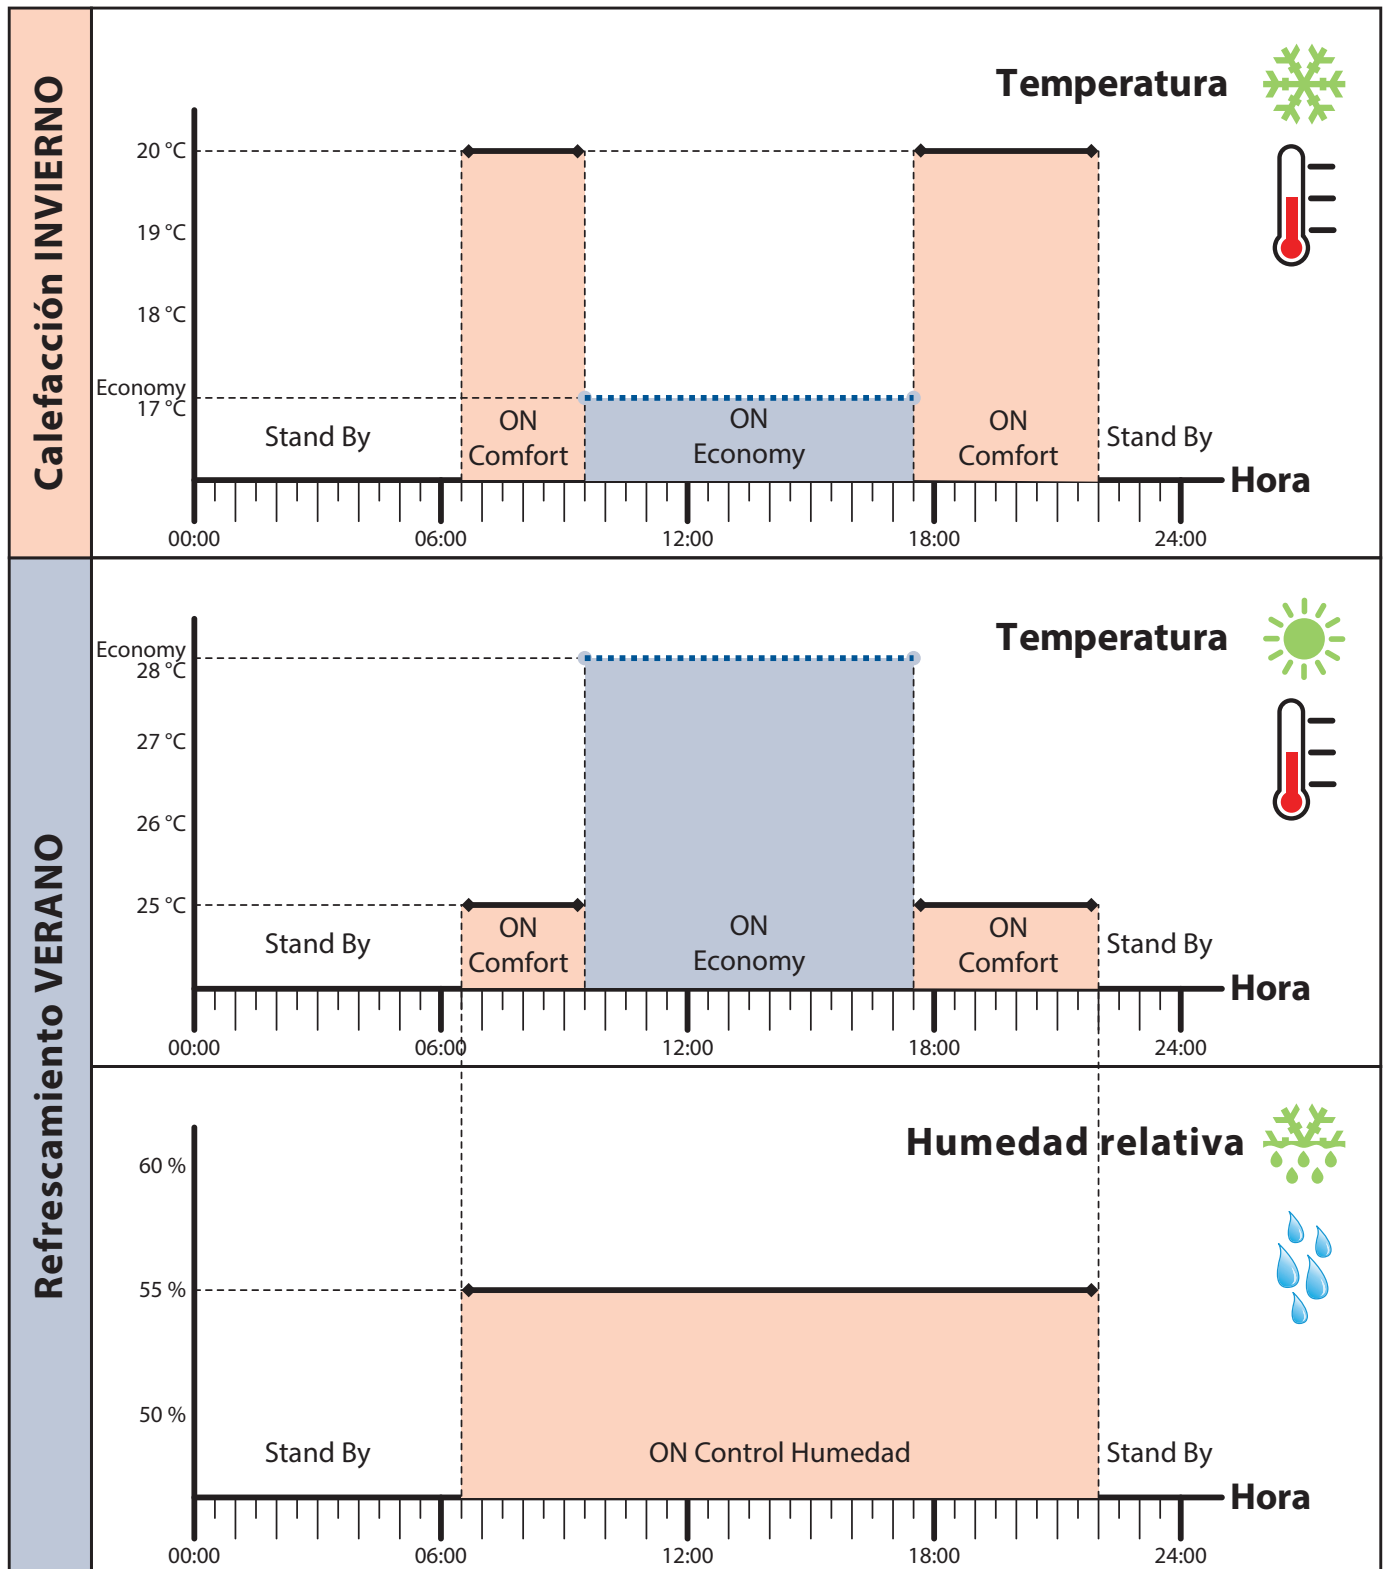 Calefacción INVIERNO
Temperatura
20 °C
19 °C
18 °C
Economy
17 °C
Stand By
ON
Comfort
ON
Economy
ON
Comfort
Stand By
Hora
00:00
06:00
12:00
18:00
24:00
Refrescamiento VERANO
Temperatura
Economy
28 °C
27 °C
26 °C
25 °C
Stand By
ON
Comfort
ON
Economy
ON
Comfort
Stand By
Hora
00:00
06:00
12:00
18:00
24:00
Humedad relativa
60 %
55 %
50 %
Stand By
ON Control Humedad
Stand By
Hora
00:00
06:00
12:00
18:00
24:00